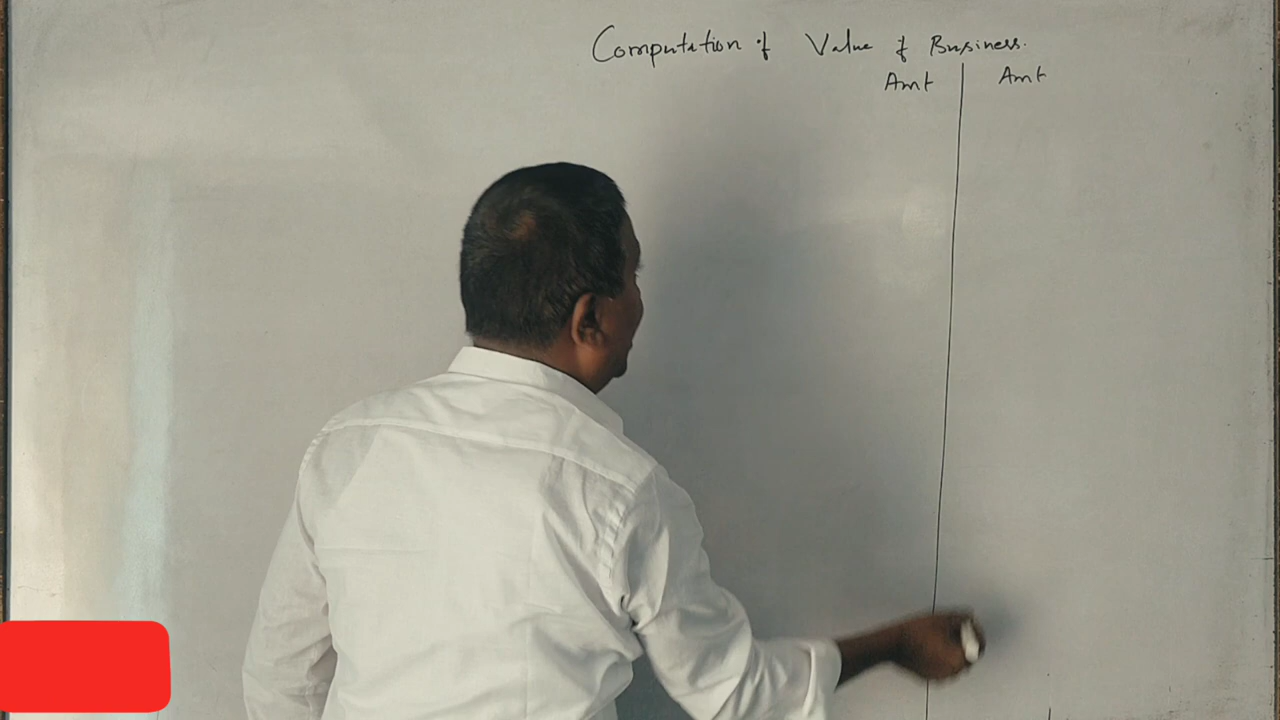 Computation of Value of Business.
Amt Amt